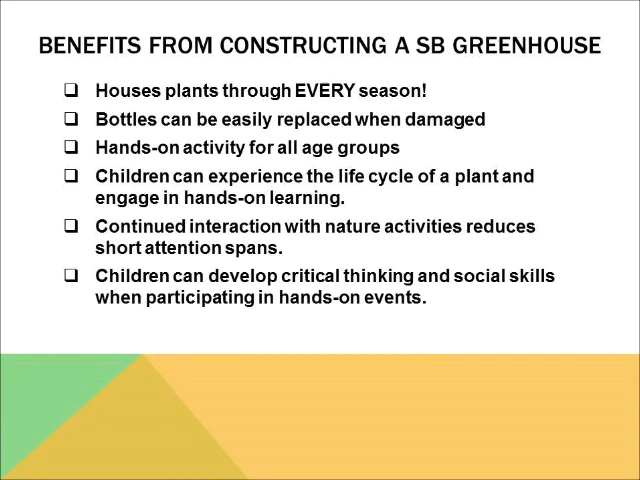 BENEFITS FROM CONSTRUCTING A SB GREENHOUSE
Houses plants through EVERY season!
Bottles can be easily replaced when damaged
Hands-on activity for all age groups
Children can experience the life cycle of a plant and
engage in hands-on learning.
Continued interaction with nature activities reduces
short attention spans.
Children can develop critical thinking and social skills
when participating in hands-on events.